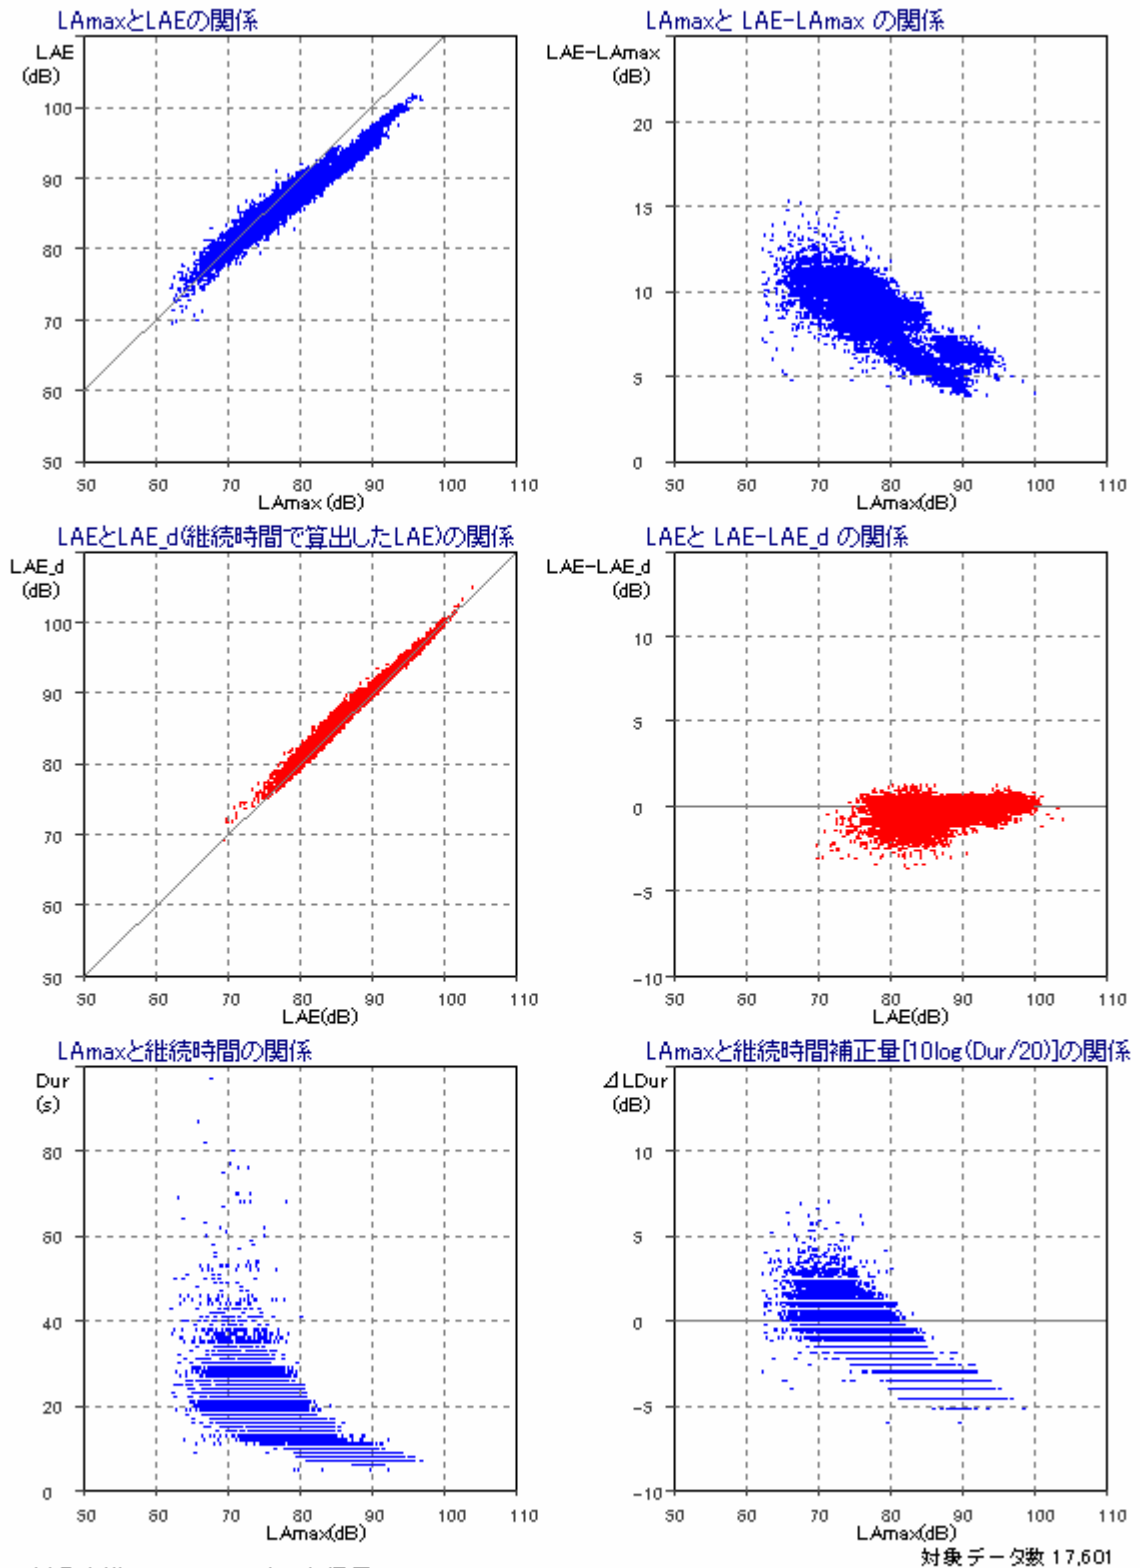 LAmaxとLAEの関係
LAE
(dB)
100
90
80
70
60
50
50 60 70 80 90 100 110
LAmax(dB)
LAmaxと LAE-LAmax の関係
LAE-LAmax
(dB)
20
15
10
5
0
50 60 70 80 90 100 110
LAmax(dB)
LAEとLAE_d(継続時間で算出したLAE)の関係
LAE_d
(dB)
100
90
80
70
60
50
50 60 70 80 90 100 110
LAE(dB)
LAEと LAE-LAE_d の関係
LAE-LAE_d
(dB)
10
5
0
-5
-10
50 60 70 80 90 100 110
LAE(dB)
LAmaxと継続時間の関係
Dur
(s)
80
60
40
20
0
50 60 70 80 90 100 110
LAmax(dB)
LAmaxと継続時間補正量[10log(Dur/20)]の関係
⊿LDur
(dB)
10
5
0
-5
-10
50 60 70 80 90 100 110
LAmax(dB)
対象データ数 17,601